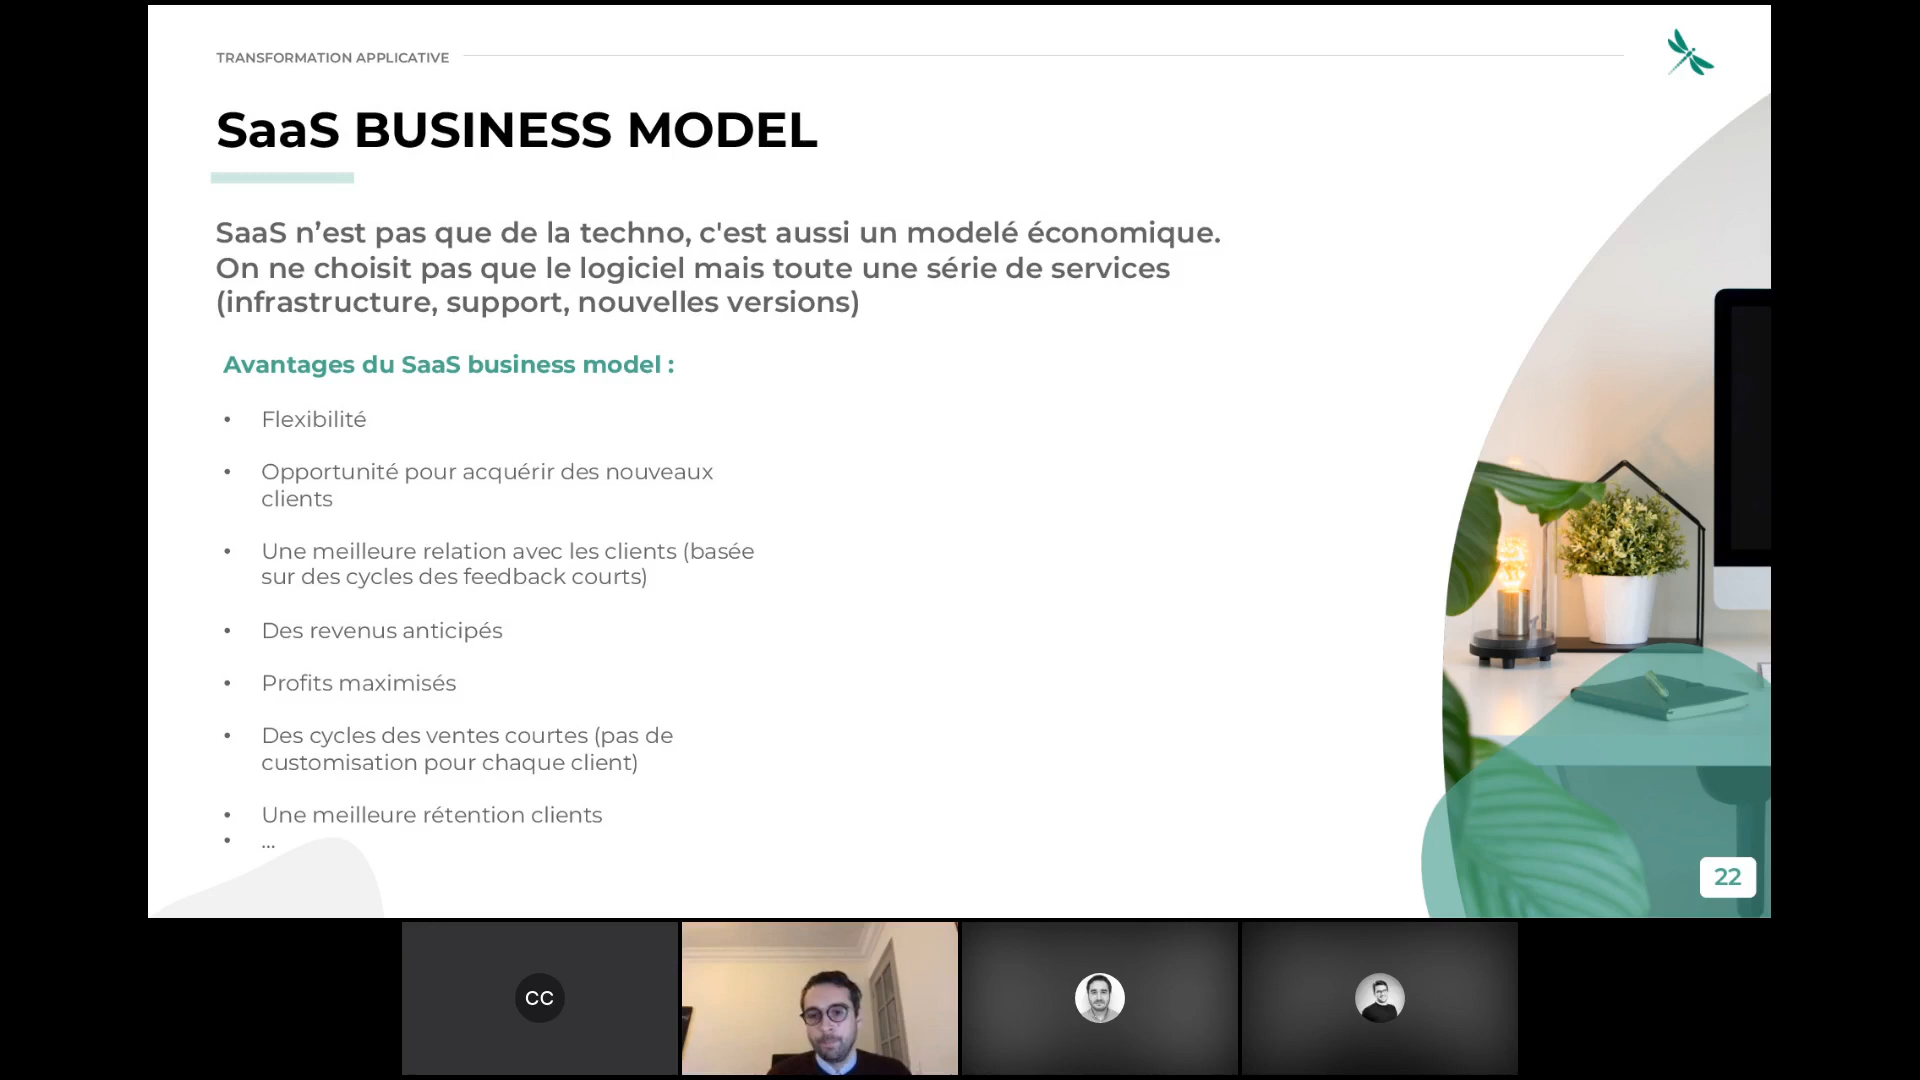 TRANSFORMATION APPLICATIVE
SaaS BUSINESS MODEL
SaaS n’est pas que de la techno, c'est aussi un modelé économique.
On ne choisit pas que le logiciel mais toute une série de services
(infrastructure, support, nouvelles versions)
Avantages du SaaS business model :
• Flexibilité
• Opportunité pour acquérir des nouveaux
clients
• Une meilleure relation avec les clients (basée
sur des cycles des feedback courts)
• Des revenus anticipés
• Profits maximisés
• Des cycles des ventes courtes (pas de
customisation pour chaque client)
• Une meilleure rétention clients
• ...
22
CC